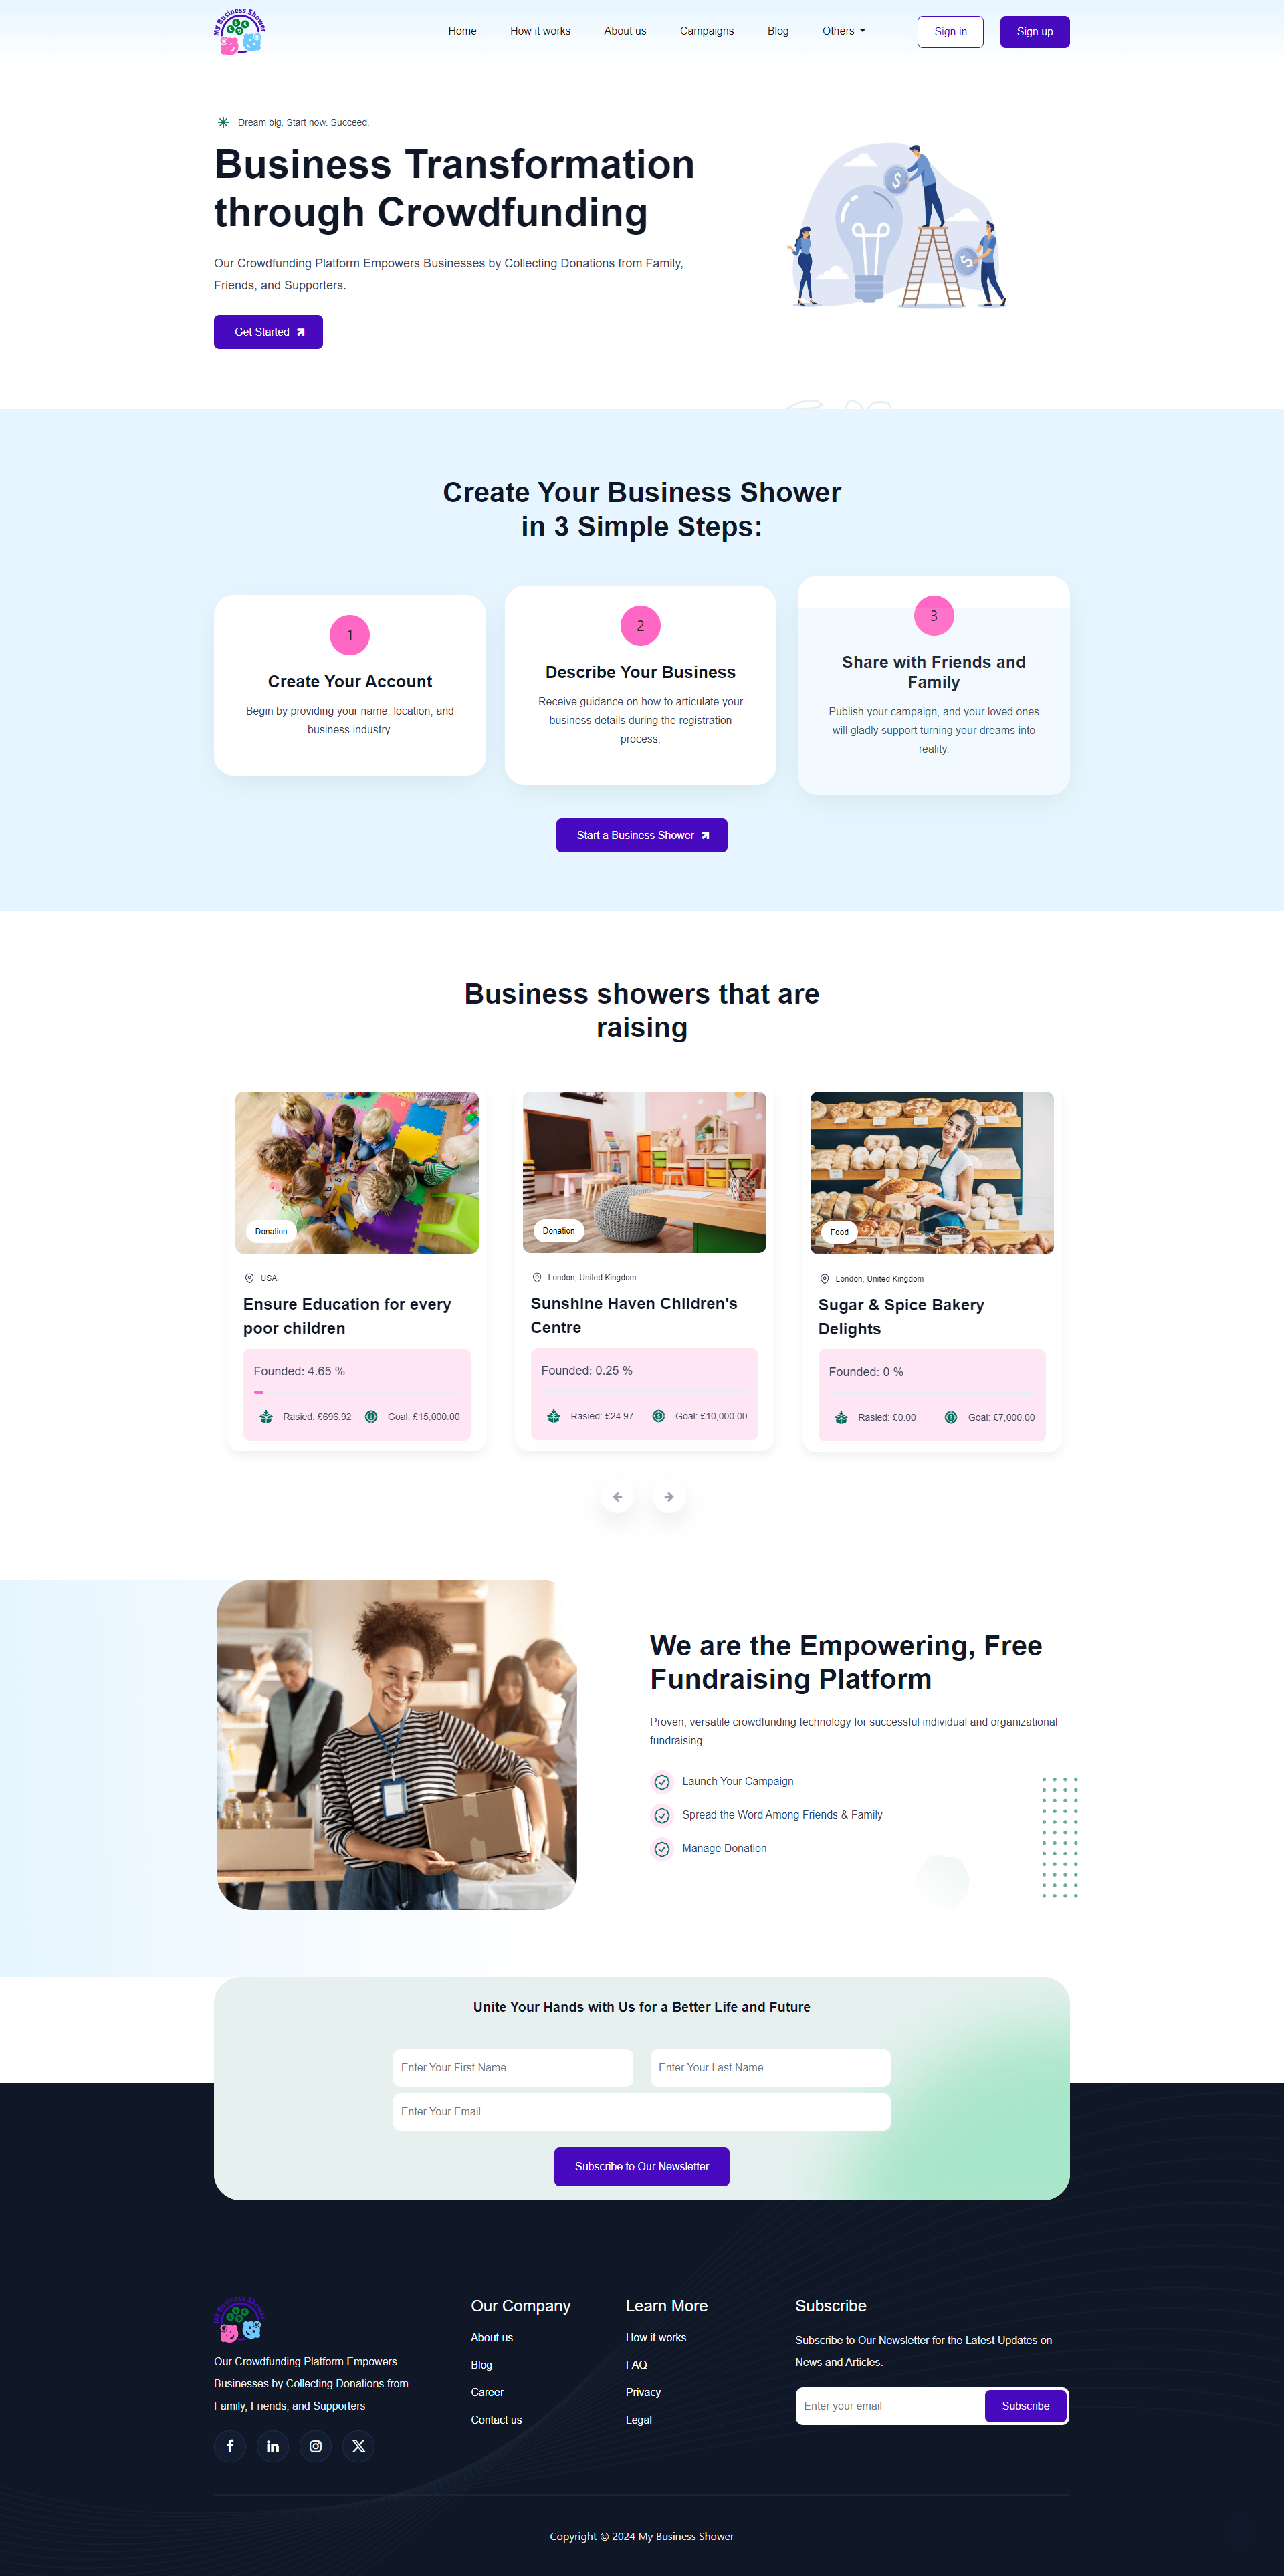 My Business Shower
Home
How it works
About us
Campaigns
Blog
Others
Sign in
Sign up
Dream big. Start now. Succeed.
Business Transformation
through Crowdfunding
Our Crowdfunding Platform Empowers Businesses by Collecting Donations from Family,
Friends, and Supporters.
Get Started
Create Your Business Shower
in 3 Simple Steps:
1
Create Your Account
Begin by providing your name, location, and
business industry.
2
Describe Your Business
Receive guidance on how to articulate your
business details during the registration
process.
3
Share with Friends and
Family
Publish your campaign, and your loved ones
will gladly support turning your dreams into
reality.
Start a Business Shower
Business showers that are
raising
Donation
USA
Ensure Education for every
poor children
Founded: 4.65 %
Rasied: £696.92
Goal: £15,000.00
Donation
London, United Kingdom
Sunshine Haven Children's
Centre
Founded: 0.25 %
Rasied: £24.97
Goal: £10,000.00
Food
London, United Kingdom
Sugar & Spice Bakery
Delights
Founded: 0 %
Rasied: £0.00
Goal: £7,000.00
We are the Empowering, Free
Fundraising Platform
Proven, versatile crowdfunding technology for successful individual and organizational
fundraising.
Launch Your Campaign
Spread the Word Among Friends & Family
Manage Donation
Unite Your Hands with Us for a Better Life and Future
Enter Your First Name
Enter Your Last Name
Enter Your Email
Subscribe to Our Newsletter
My Business Shower
Our Crowdfunding Platform Empowers
Businesses by Collecting Donations from
Family, Friends, and Supporters
Our Company
About us
Blog
Career
Contact us
Learn More
How it works
FAQ
Privacy
Legal
Subscribe
Subscribe to Our Newsletter for the Latest Updates on
News and Articles.
Enter your email
Subscribe
Copyright © 2024 My Business Shower